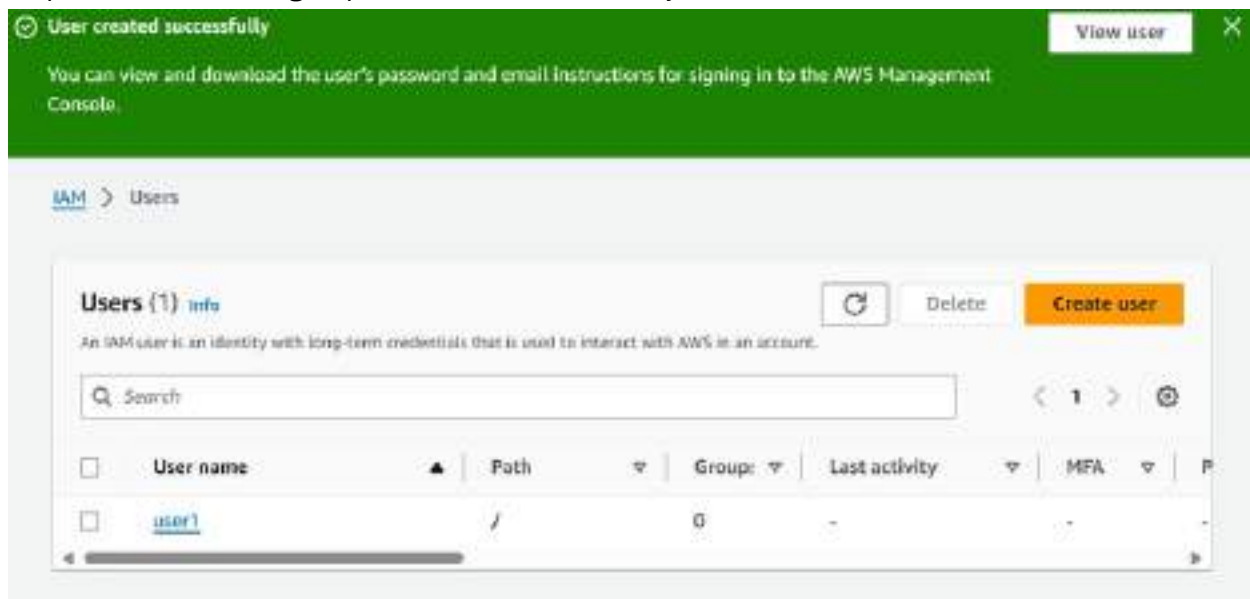 User created successfully
View user
You can view and download the user's password and email instructions for signing in to the AWS Management
Console.
IAM > Users
Users (1) Info
Delete
Create user
An IAM user is an identity with long-term credentials that is used to interact with AWS in an account.
Search
< 1 >
User name
Path
Group
Last activity
MFA
P
user1
/
0
-
-
-